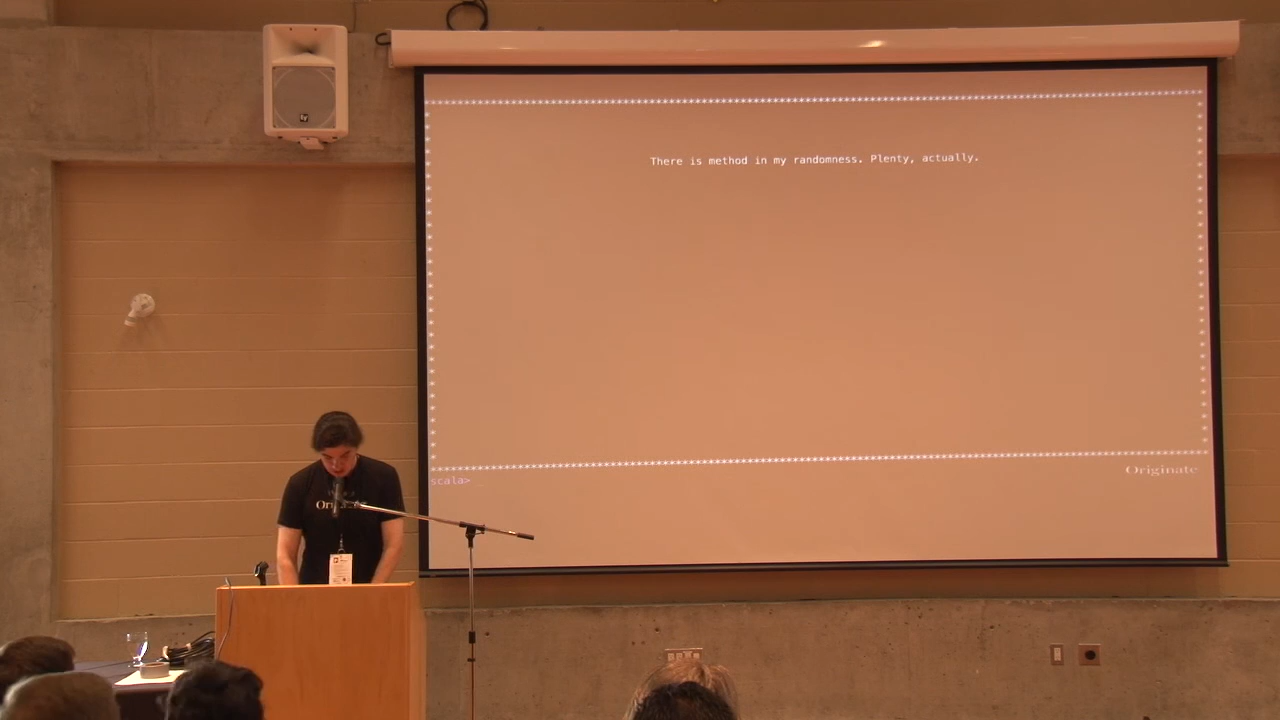 There is method in my randomness. Plenty, actually.
Originate
scala> _